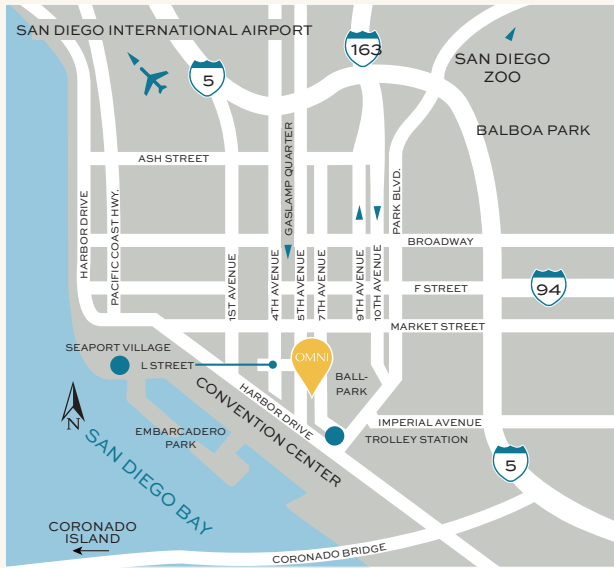 SAN DIEGO INTERNATIONAL AIRPORT
163
SAN DIEGO
ZOO
5
BALBOA PARK
ASH STREET
GASLAMP QUARTER
PARK BLVD.
HARBOR DRIVE
PACIFIC COAST HWY.
BROADWAY
1ST AVENUE
4TH AVENUE
5TH AVENUE
7TH AVENUE
9TH AVENUE
10TH AVENUE
F STREET
94
MARKET STREET
SEAPORT VILLAGE
L STREET
OMNI
BALL-
PARK
HARBOR DRIVE
CONVENTION CENTER
IMPERIAL AVENUE
TROLLEY STATION
N
EMBARCADERO
PARK
SAN DIEGO BAY
5
CORONADO
ISLAND
CORONADO BRIDGE